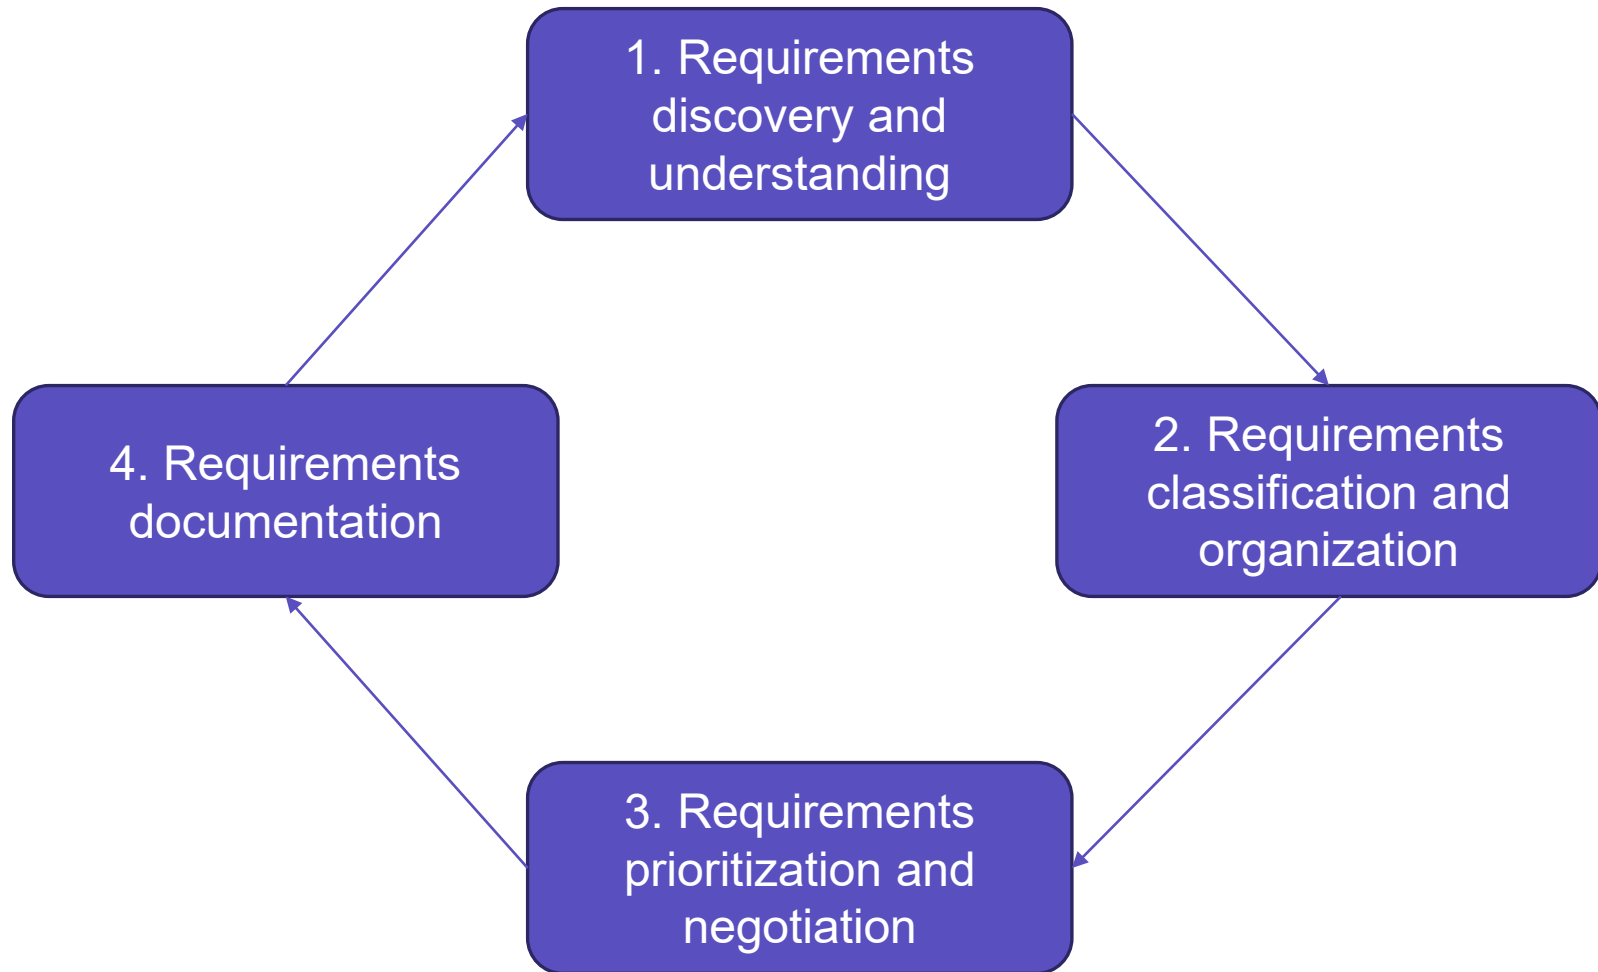 1. Requirements
discovery and
understanding
2. Requirements
classification and
organization
4. Requirements
documentation
3. Requirements
prioritization and
negotiation